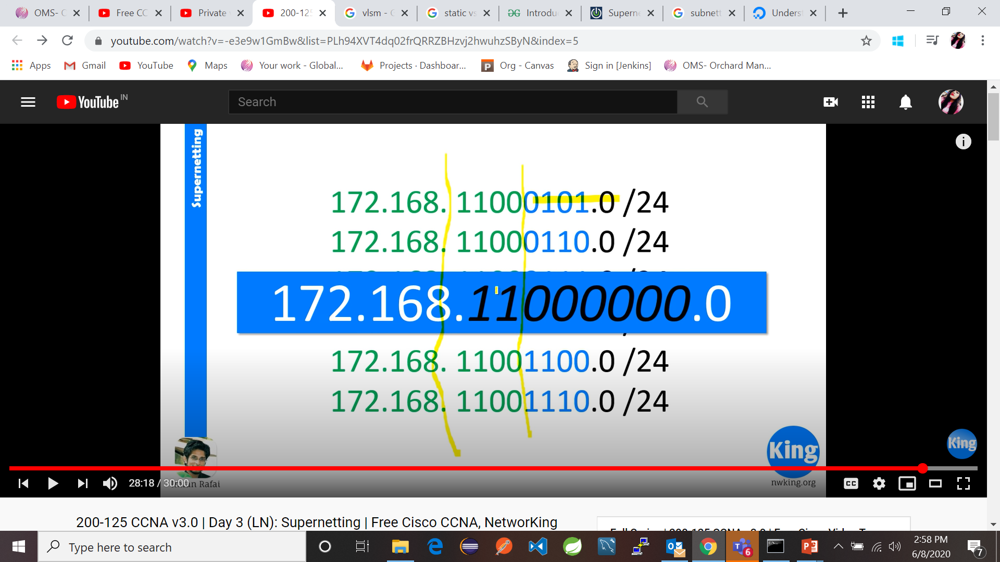 OMS- C
Free CC
Private
200-125
vlsm - G
static vs
Introdu
Superne
subnett
Underst
youtube.com/watch?v=-e3e9w1GmBw&list=PLh94XVT4dq02frQRRZBHzvj2hwuhzSByN&index=5
Apps
Gmail
YouTube
Maps
Your work - Global...
Projects · Dashboar...
Org - Canvas
Sign in [Jenkins]
OMS- Orchard Man...
YouTube IN
Search
Supernetting
172.168. 11000101.0 /24
172.168. 11000110.0 /24
172.168.11000000.0
172.168. 11001100.0 /24
172.168. 11001110.0 /24
King
King
Rafai
nwking.org
28:18 / 30:00
CC
200-125 CCNA v3.0 | Day 3 (LN): Supernetting | Free Cisco CCNA, NetworKing
Type here to search
6
2:58 PM
6/8/2020
7